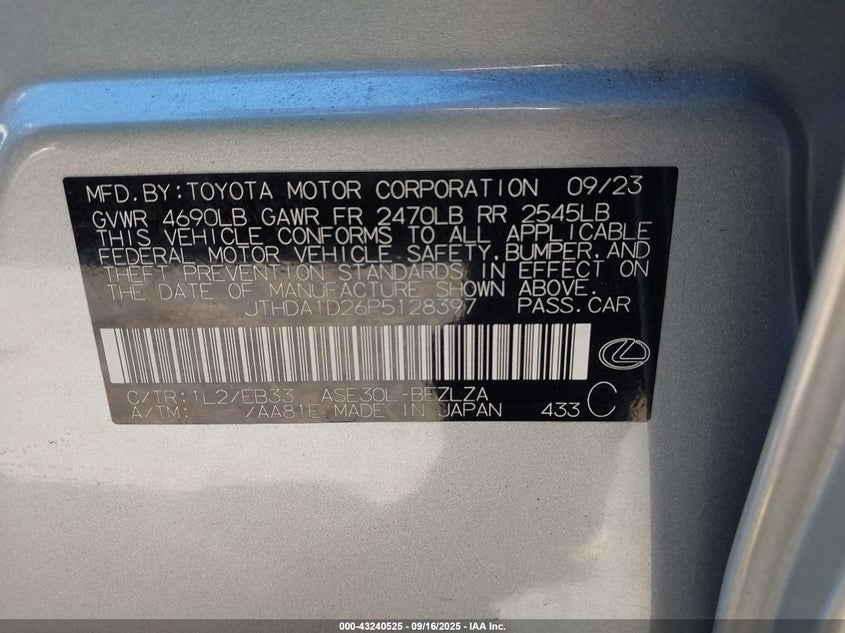 MFD.BY:TOYOTA MOTOR CORPORATION 09/23
GVWR 4690LB GAWR FR 2470LB RR 2545LB
THIS VEHICLE CONFORMS TO ALL APPLICABLE
FEDERAL MOTOR VEHICLE SAFETY,BUMPER,AND
THEFT PREVENTION STANDARDS IN EFFECT ON
THE DATE OF MANUFACTURE SHOWN ABOVE.
JTHDA1D26P5128397 PASS.CAR
C/TR:1L2/EB33 ASE30L-BEZLZA
A/TM: /AA81E MADE IN JAPAN 433 C
000-43240525 - 09/16/2025 - IAA Inc.